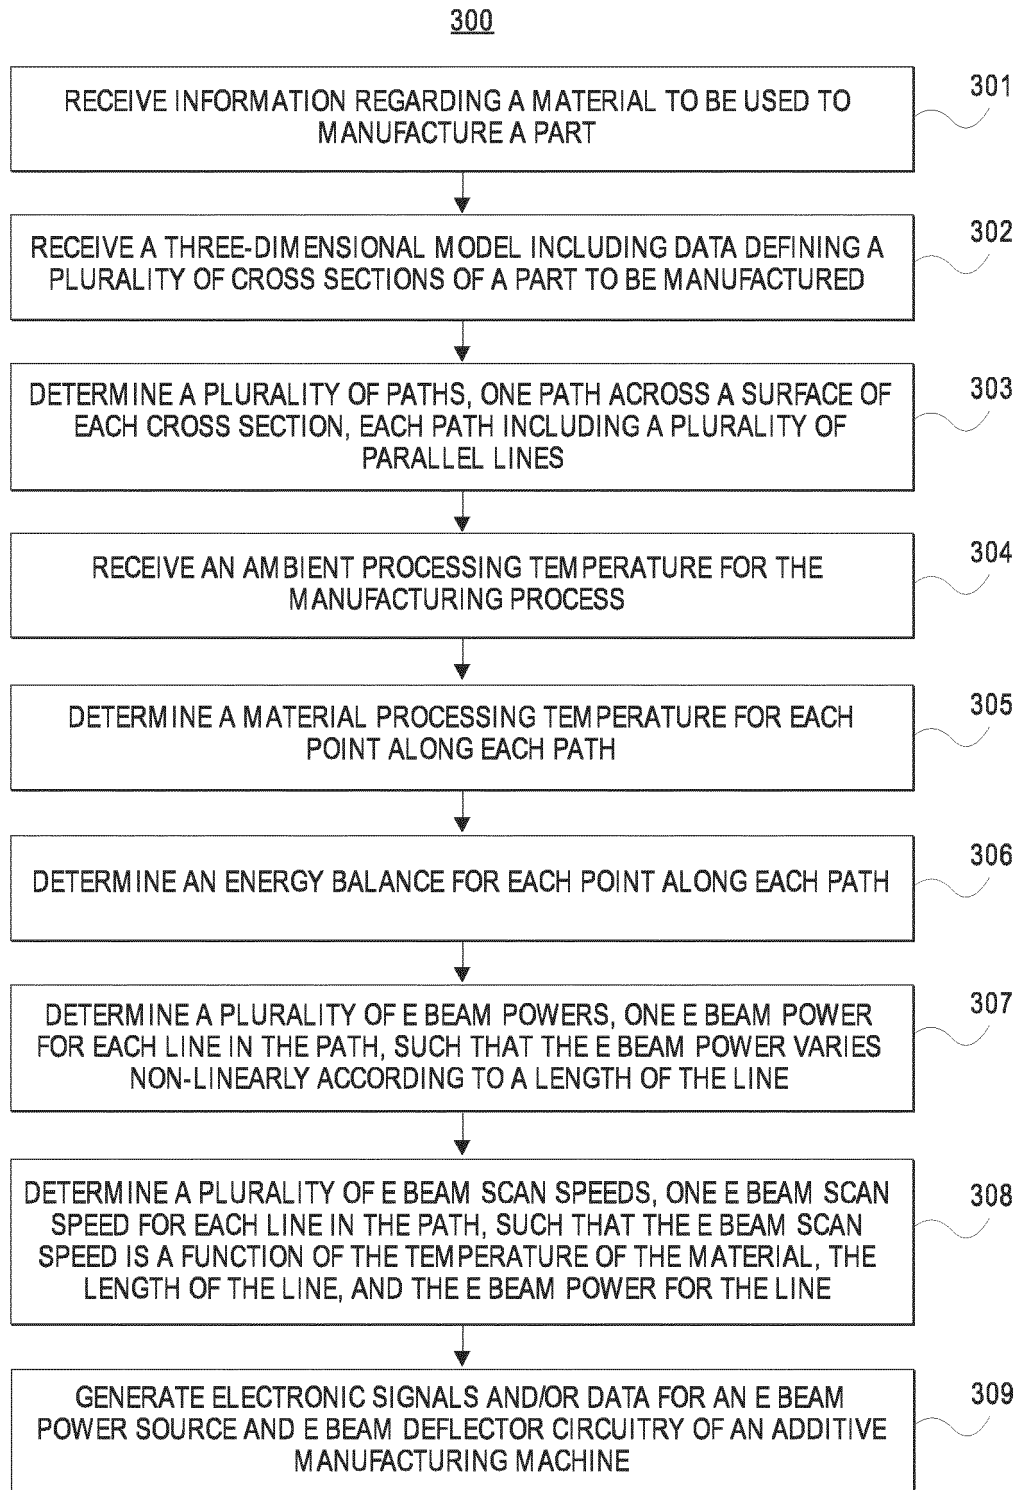 300
RECEIVE INFORMATION REGARDING A MATERIAL TO BE USED TO
MANUFACTURE A PART
301
RECEIVE A THREE-DIMENSIONAL MODEL INCLUDING DATA DEFINING A
PLURALITY OF CROSS SECTIONS OF A PART TO BE MANUFACTURED
302
DETERMINE A PLURALITY OF PATHS, ONE PATH ACROSS A SURFACE OF
EACH CROSS SECTION, EACH PATH INCLUDING A PLURALITY OF
PARALLEL LINES
303
RECEIVE AN AMBIENT PROCESSING TEMPERATURE FOR THE
MANUFACTURING PROCESS
304
DETERMINE A MATERIAL PROCESSING TEMPERATURE FOR EACH
POINT ALONG EACH PATH
305
DETERMINE AN ENERGY BALANCE FOR EACH POINT ALONG EACH PATH
306
DETERMINE A PLURALITY OF E BEAM POWERS, ONE E BEAM POWER
FOR EACH LINE IN THE PATH, SUCH THAT THE E BEAM POWER VARIES
NON-LINEARLY ACCORDING TO A LENGTH OF THE LINE
307
DETERMINE A PLURALITY OF E BEAM SCAN SPEEDS, ONE E BEAM SCAN
SPEED FOR EACH LINE IN THE PATH, SUCH THAT THE E BEAM SCAN
SPEED IS A FUNCTION OF THE TEMPERATURE OF THE MATERIAL, THE
LENGTH OF THE LINE, AND THE E BEAM POWER FOR THE LINE
308
GENERATE ELECTRONIC SIGNALS AND/OR DATA FOR AN E BEAM
POWER SOURCE AND E BEAM DEFLECTOR CIRCUITRY OF AN ADDITIVE
MANUFACTURING MACHINE
309